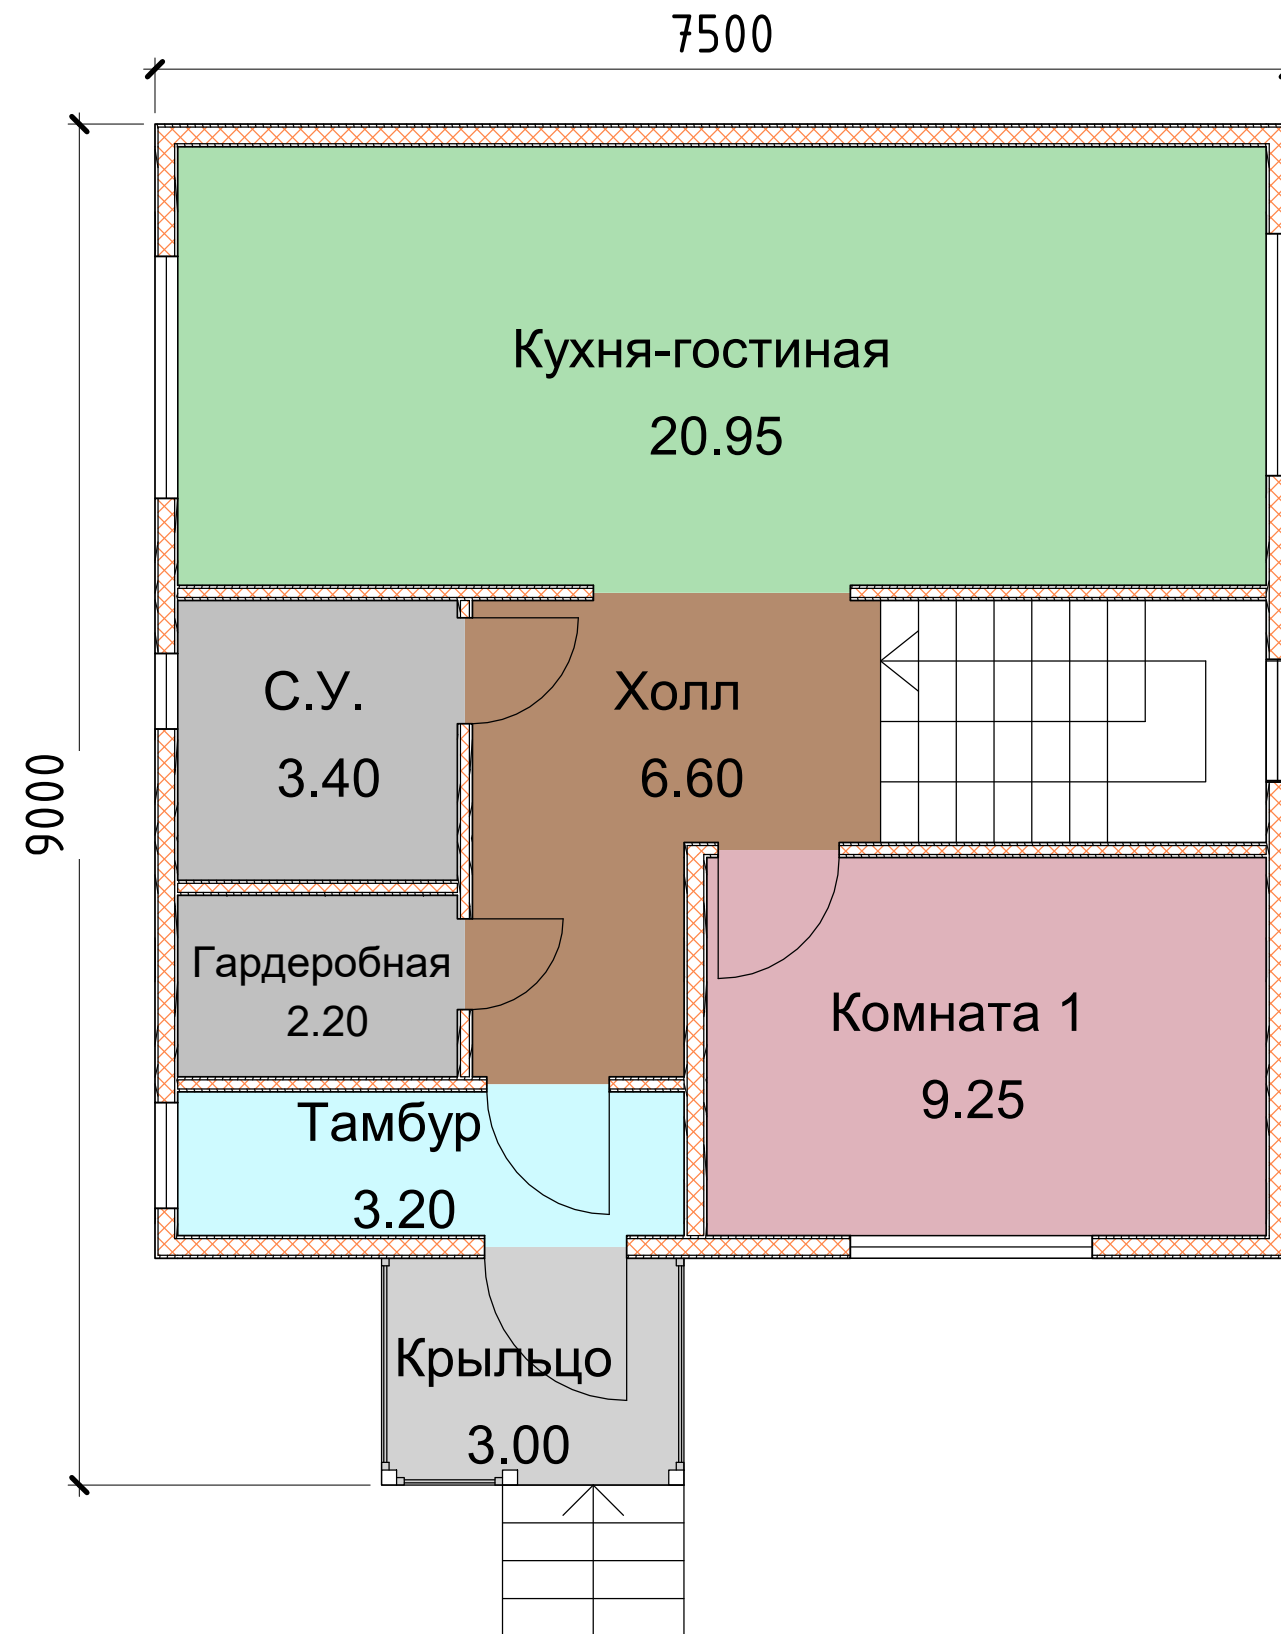 7500
9000
Кухня-гостиная
20.95
С.У.
3.40
Холл
6.60
Гардеробная
2.20
Комната 1
9.25
Тамбур
3.20
Крыльцо
3.00